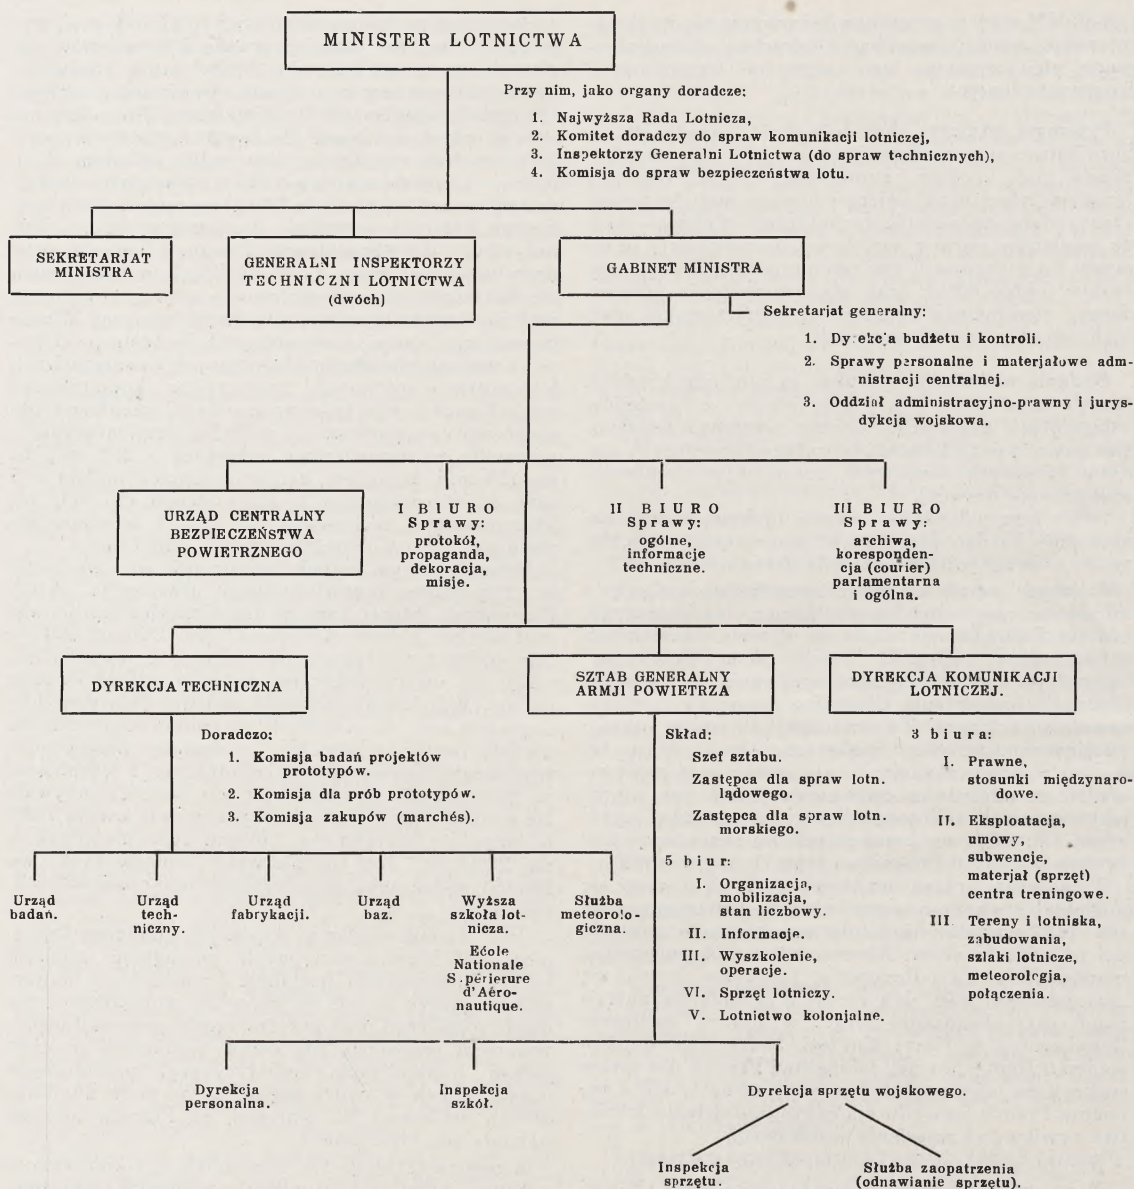 MINISTER LOTNICTWA
Przy nim, jako organy doradcze:
1. Najwyższa Rada Lotnicza,
2. Komitet doradczy do spraw komunikacji lotniczej,
3. Inspektorzy Generalni Lotnictwa (do spraw technicznych),
4. Komisja do spraw bezpieczeństwa lotu.
SEKRETARJAT
MINISTRA
GENERALNI INSPEKTORZY
TECHNICZNI LOTNICTWA
(dwóch)
GABINET MINISTRA
Sekretarjat generalny:
1. Dyrekcja budżetu i kontroli.
2. Sprawy personalne i materjałowe adm-
nistracji centralnej.
3. Oddział administracyjno-prawny i jurys-
dykcja wojskowa.
URZĄD CENTRALNY
BEZPIECZEŃSTWA
POWIETRZNEGO
I BIURO
Sprawy:
protokół,
propaganda,
dekoracja,
misje.
II BIURO
Sprawy:
ogólne,
informacje
techniczne.
III BIURO
Sprawy:
archiwa,
koresponden-
cja (courier)
parlamentarna
i ogólna.
DYREKCJA TECHNICZNA
SZTAB GENERALNY
ARMJI POWIETRZA
DYREKCJA KOMUNIKACJI
LOTNICZEJ.
Doradczo:
1. Komisja badań projektów
prototypów.
2. Komisja dla prób prototypów.
3. Komisja zakupów (marchés).
Urząd
badań.
Urząd
tech-
niczny.
Urząd
fabrykacji.
Urząd
baz.
Wyższa
szkoła lot-
nicza.
Ecole
Nationale
S.périerure
d'Aéro-
nautique.
Służba
meteorolo-
giczna.
Skład:
Szef sztabu.
Zastępca dla spraw lotn.
lądowego.
Zastępca dla spraw lotn.
morskiego.
5 biur:
I. Organizacja,
mobilizacja,
stan liczbowy.
II. Informacje.
III. Wyszkolenie,
operacje.
VI. Sprzęt lotniczy.
V. Lotnictwo kolonjalne.
3 biura:
I. Prawne,
stosunki międzynaro-
dowe.
II. Eksploatacja,
umowy,
subwencje,
materjał (sprzęt)
centra treningowe.
III. Tereny i lotniska,
zabudowania,
szlaki lotnicze,
meteorologja,
połączenia.
Dyrekcja
personalna.
Inspekcja
szkół.
Dyrekcja sprzętu wojskowego.
Inspekcja
sprzętu.
Służba zaopatrzenia
(odnawianie sprzętu).